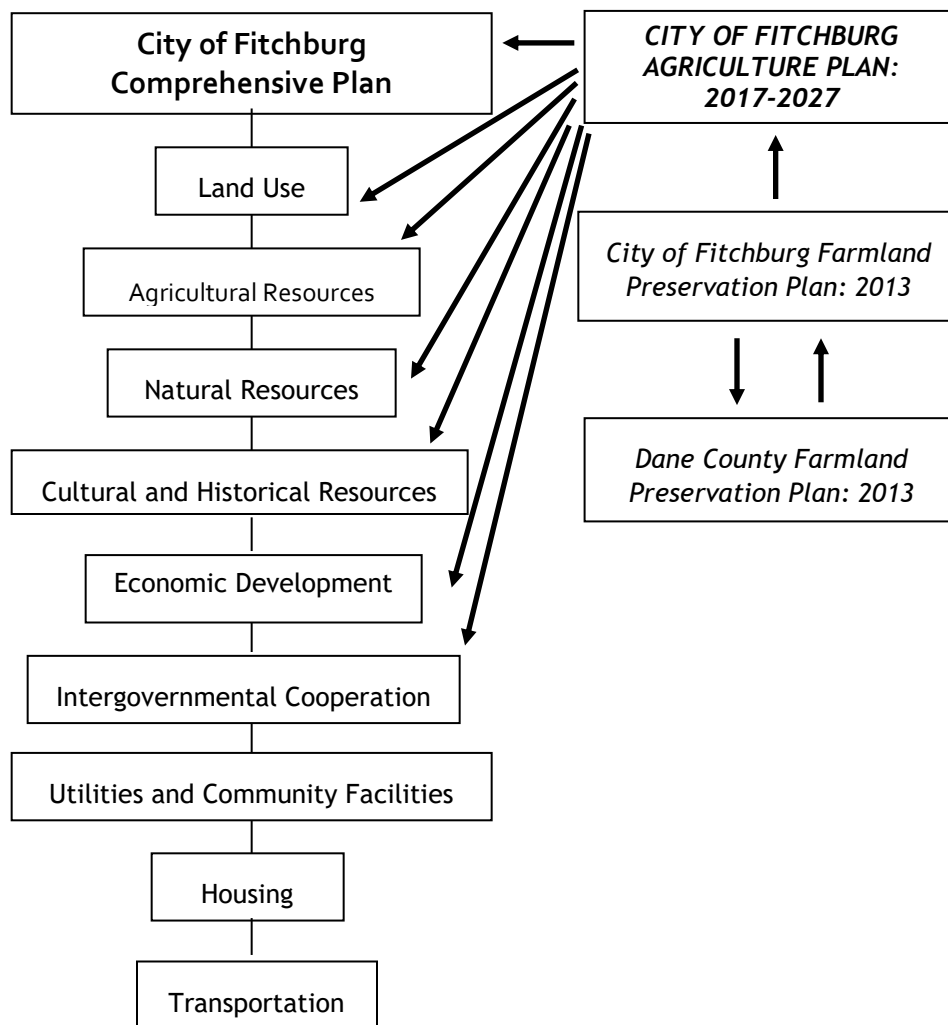 City of Fitchburg
Comprehensive Plan
CITY OF FITCHBURG
AGRICULTURE PLAN:
2017-2027
Land Use
City of Fitchburg Farmland
Preservation Plan: 2013
Agricultural Resources
Natural Resources
Dane County Farmland
Preservation Plan: 2013
Cultural and Historical Resources
Economic Development
Intergovernmental Cooperation
Utilities and Community Facilities
Housing
Transportation